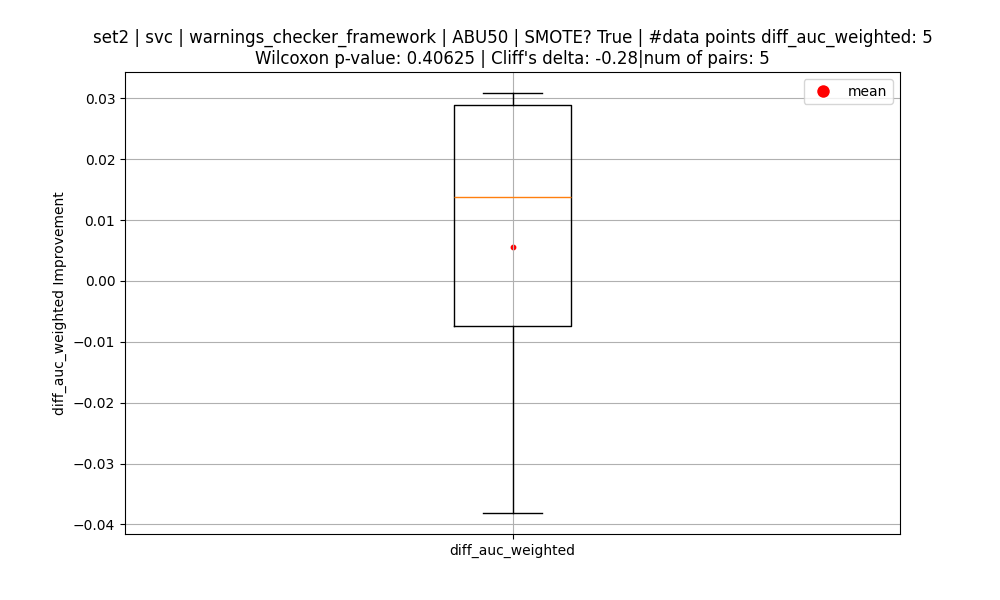 set2 | svc | warnings_checker_framework | ABU50 | SMOTE? True | #data points diff_auc_weighted: 5
Wilcoxon p-value: 0.40625 | Cliff's delta: -0.28|num of pairs: 5
mean
0.03
0.02
0.01
0.00
−0.01
−0.02
−0.03
−0.04
diff_auc_weighted Improvement
diff_auc_weighted